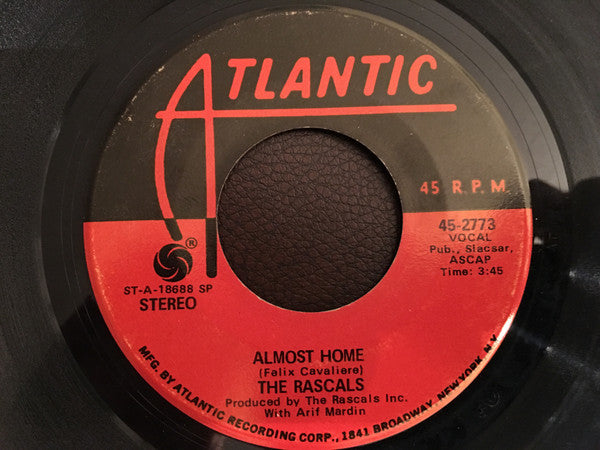 ATLANTIC
45 R.P.M
45-2773
VOCAL
Pub., Slacsar,
ASCAP
Time: 3:45
®
ST-A-18688 SP
STEREO
ALMOST HOME
(Felix Cavaliere)
THE RASCALS
Produced by The Rascals Inc.
With Arif Mardin
MFG. BY ATLANTIC RECORDING CORP., 1841 BROADWAY, NEW YORK, N.Y.